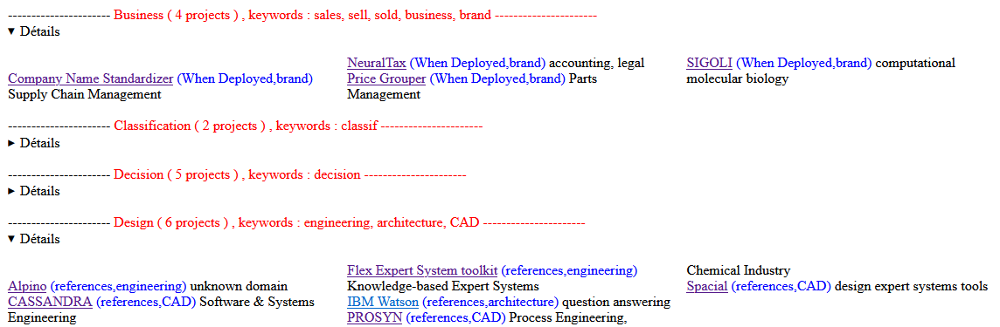 ---------------------- Business ( 4 projects ) , keywords : sales, sell, sold, business, brand ----------------------
▼ Détails
Company Name Standardizer (When Deployed,brand)
Supply Chain Management
NeuralTax (When Deployed,brand) accounting, legal
Price Grouper (When Deployed,brand) Parts
Management
SIGOLI (When Deployed,brand) computational
molecular biology
---------------------- Classification ( 2 projects ) , keywords : classif ----------------------
► Détails
---------------------- Decision ( 5 projects ) , keywords : decision ----------------------
► Détails
---------------------- Design ( 6 projects ) , keywords : engineering, architecture, CAD ----------------------
▼ Détails
Alpino (references,engineering) unknown domain
CASSANDRA (references,CAD) Software & Systems
Engineering
Flex Expert System toolkit (references,engineering)
Knowledge-based Expert Systems
IBM Watson (references,architecture) question answering
PROSYN (references,CAD) Process Engineering,
Chemical Industry
Spacial (references,CAD) design expert systems tools